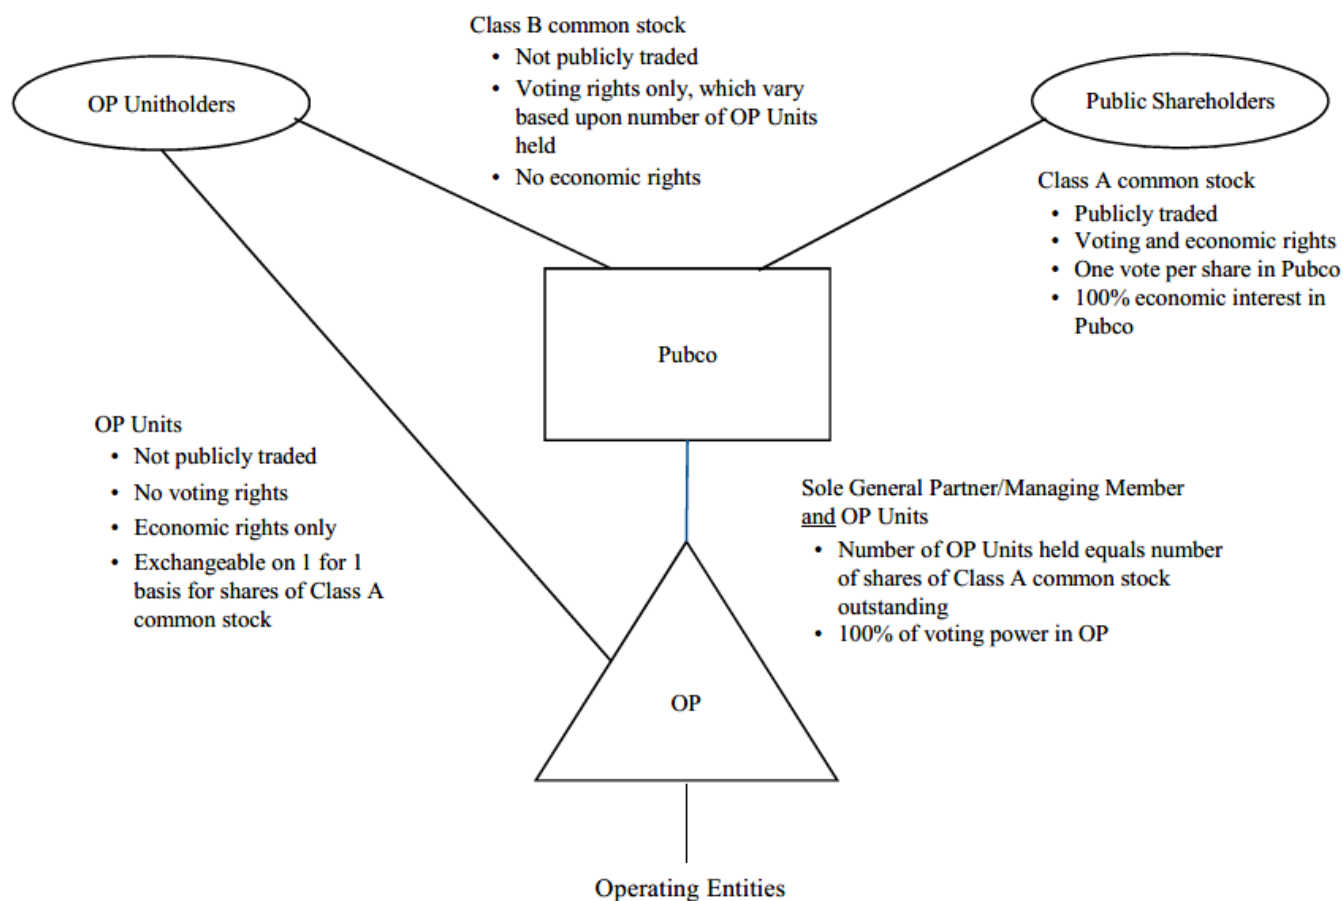 Class B common stock
• Not publicly traded
• Voting rights only, which vary
based upon number of OP Units
held
• No economic rights
OP Unitholders
Public Shareholders
Class A common stock
• Publicly traded
• Voting and economic rights
• One vote per share in Pubco
• 100% economic interest in
Pubco
Pubco
OP Units
• Not publicly traded
• No voting rights
• Economic rights only
• Exchangeable on 1 for 1
basis for shares of Class A
common stock
Sole General Partner/Managing Member
and OP Units
• Number of OP Units held equals number
of shares of Class A common stock
outstanding
• 100% of voting power in OP
OP
Operating Entities